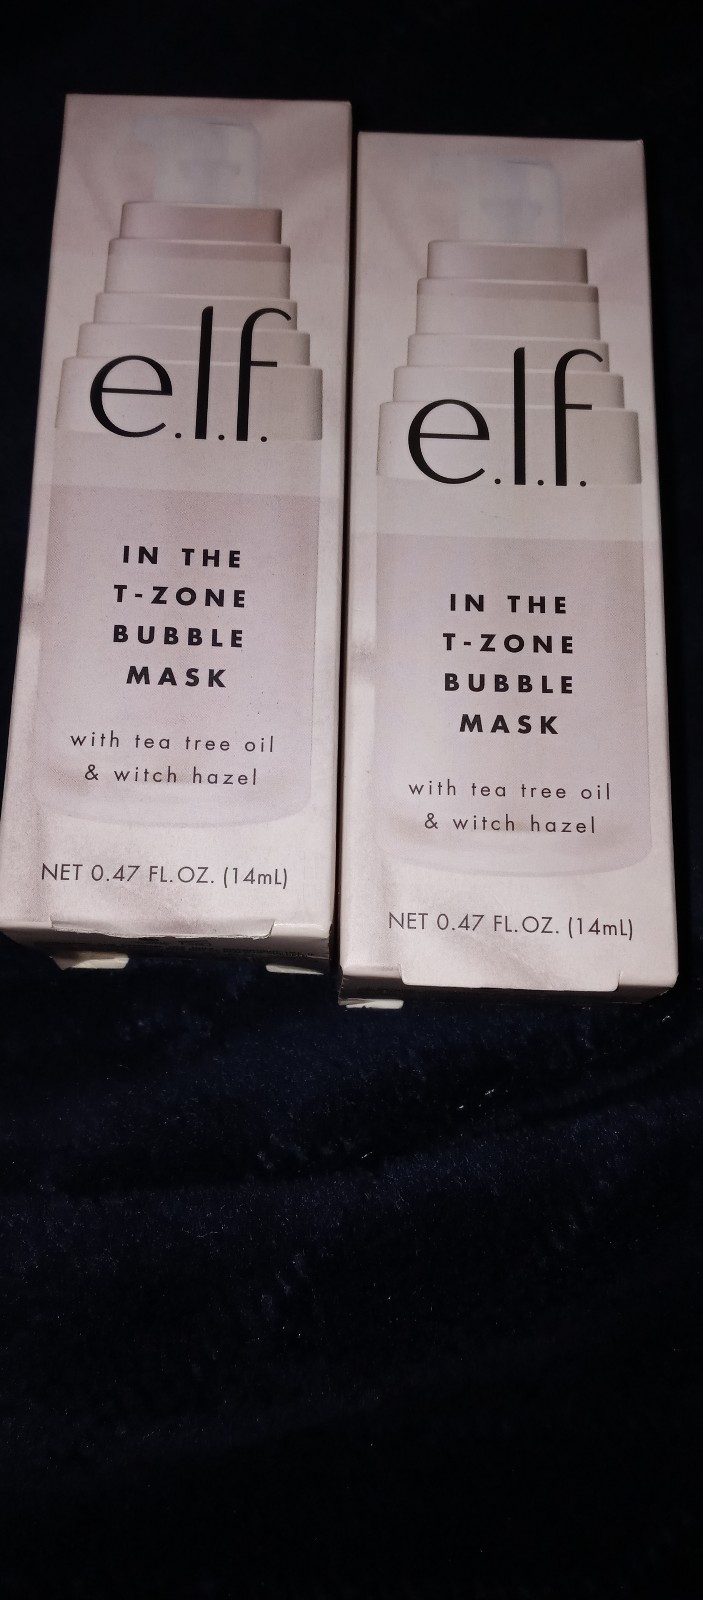 e.l.f.
IN THE
T-ZONE
BUBBLE
MASK
with tea tree oil
& witch hazel
NET 0.47 FL.OZ. (14mL)
e.l.f.
IN THE
T-ZONE
BUBBLE
MASK
with tea tree oil
& witch hazel
NET 0.47 FL.OZ. (14mL)